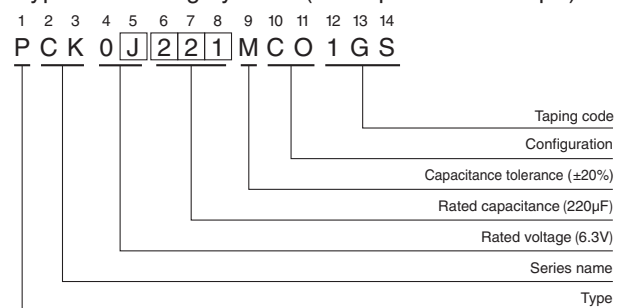 1 2 3 4 5 6 7 8 9 10 11 12 13 14
P C K 0 J 2 2 1 M C O 1 G S
Taping code
Configuration
Capacitance tolerance (±20%)
Rated capacitance (220µF)
Rated voltage (6.3V)
Series name
Type